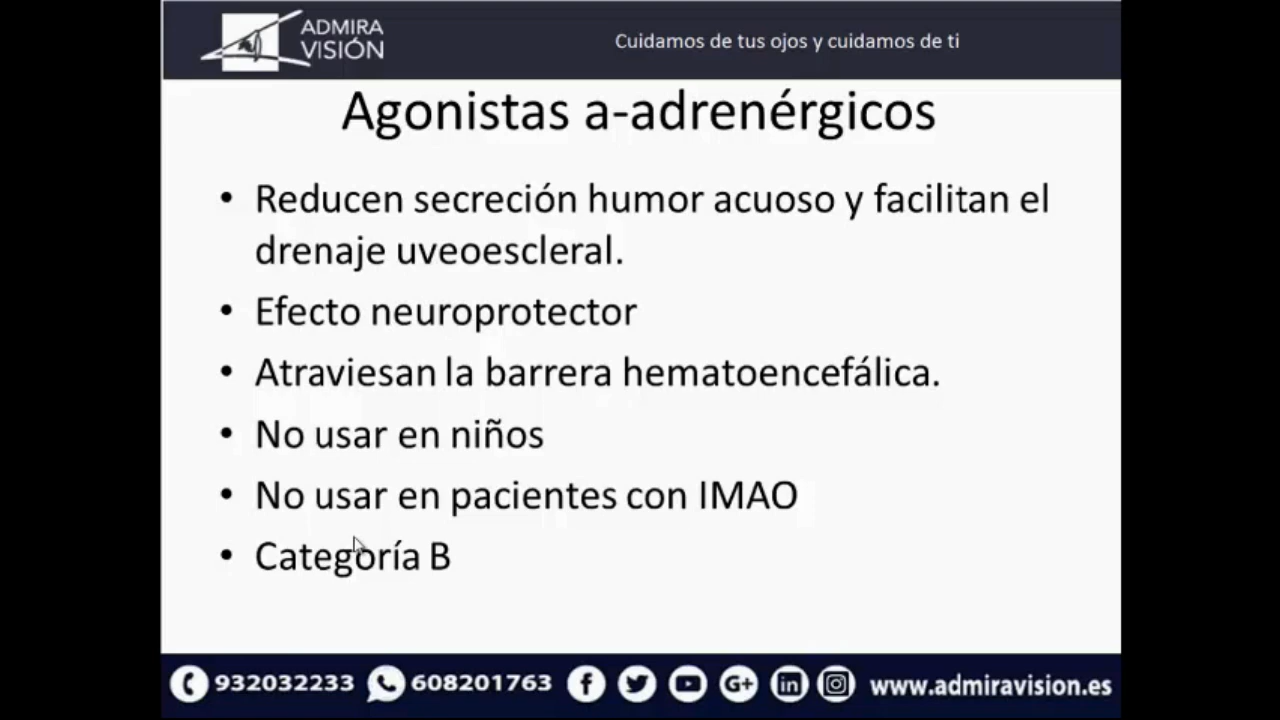 ADMIRA
VISIÓN
Cuidamos de tus ojos y cuidamos de ti
Agonistas a-adrenérgicos
• Reducen secreción humor acuoso y facilitan el
drenaje uveoescleral.
• Efecto neuroprotector
• Atraviesan la barrera hematoencefálica.
• No usar en niños
• No usar en pacientes con IMAO
• Categoría B
932032233 608201763 f G+ in www.admiravision.es